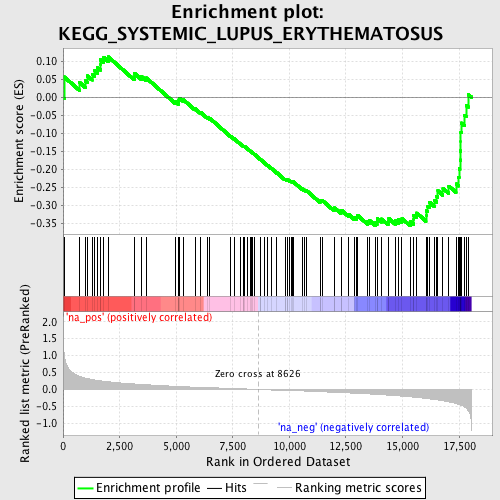 Enrichment plot:
KEGG_SYSTEMIC_LUPUS_ERYTHEMATOSUS
Enrichment score (ES)
0.10
0.05
0.00
-0.05
-0.10
-0.15
-0.20
-0.25
-0.30
-0.35
'na_pos' (positively correlated)
Ranked list metric (PreRanked)
2.0
1.5
1.0
0.5
0.0
-0.5
-1.0
Zero cross at 8626
'na_neg' (negatively correlated)
0
2,500
5,000
7,500
10,000
12,500
15,000
17,500
Rank in Ordered Dataset
Enrichment profile
Hits
Ranking metric scores